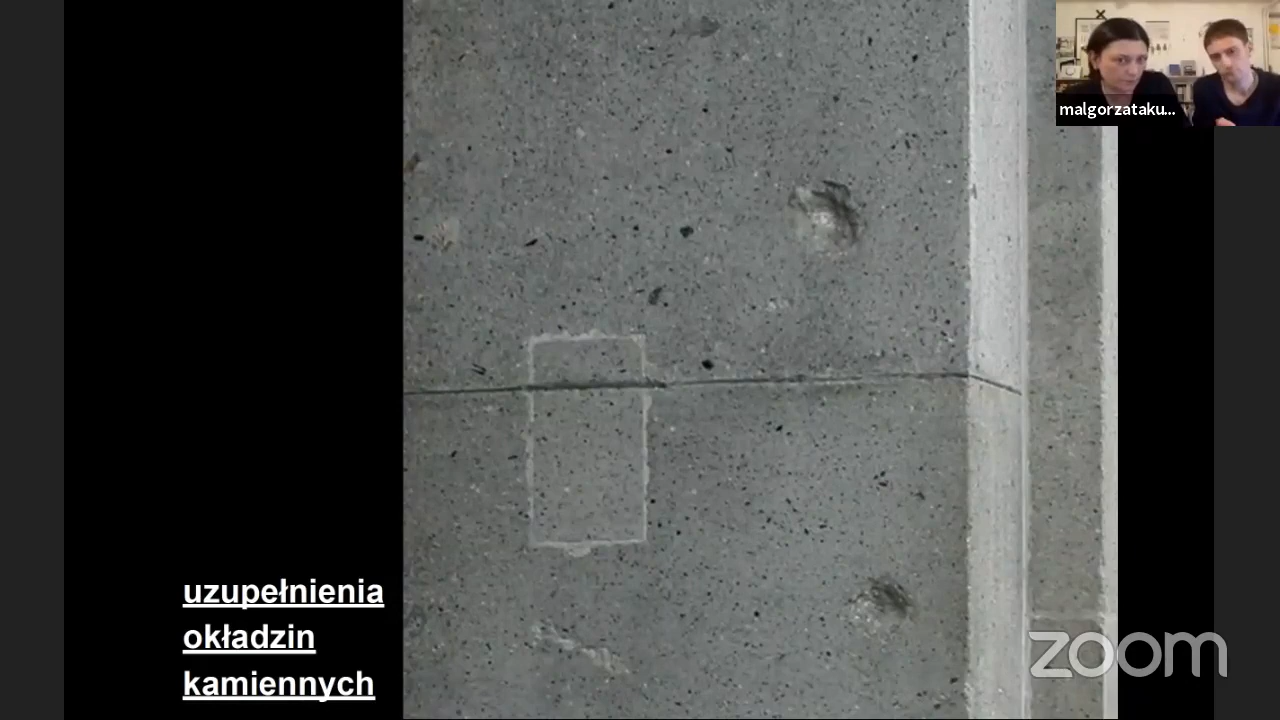 malgorzataku...
uzupełnienia
okładzin
kamiennych
zoom